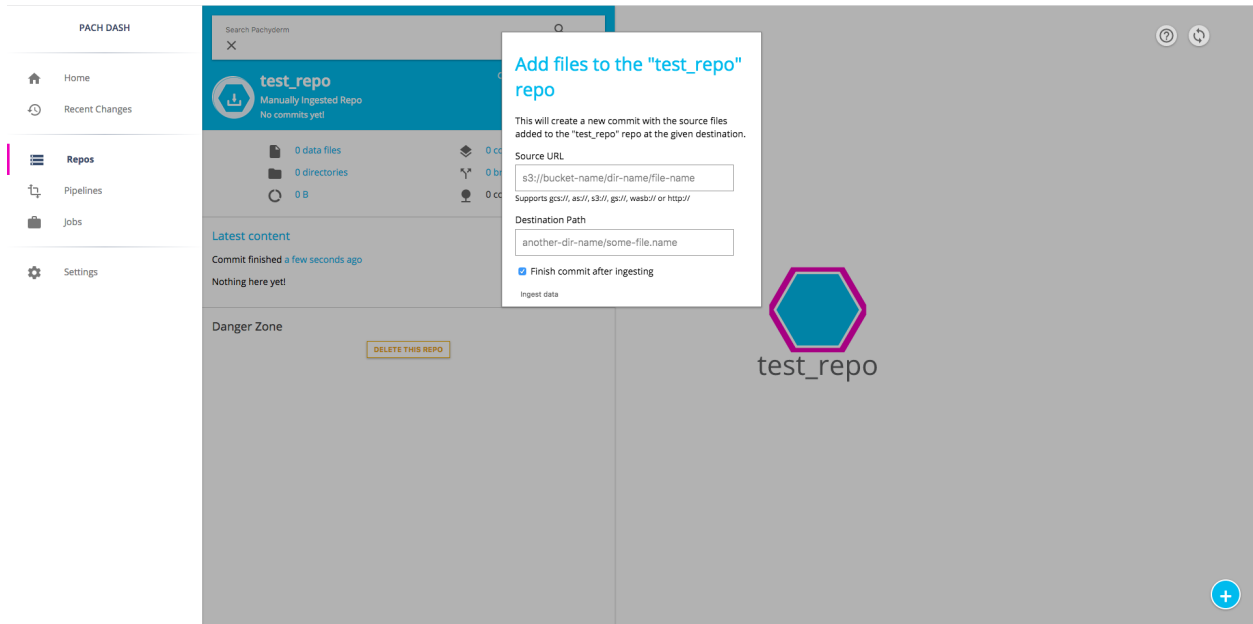 PACH DASH
Home
Recent Changes
Repos
Pipelines
Jobs
Settings
Search Pachyderm
test_repo
Manually Ingested Repo
No commits yet!
0 data files
0 directories
0 B
Latest content
Commit finished a few seconds ago
Nothing here yet!
Danger Zone
DELETE THIS REPO
Add files to the "test_repo"
repo
This will create a new commit with the source files
added to the "test_repo" repo at the given destination.
Source URL
s3://bucket-name/dir-name/file-name
Supports gcs://, as://, s3://, gs://, wasb:// or http://
Destination Path
another-dir-name/some-file.name
Finish commit after ingesting
Ingest data
test_repo